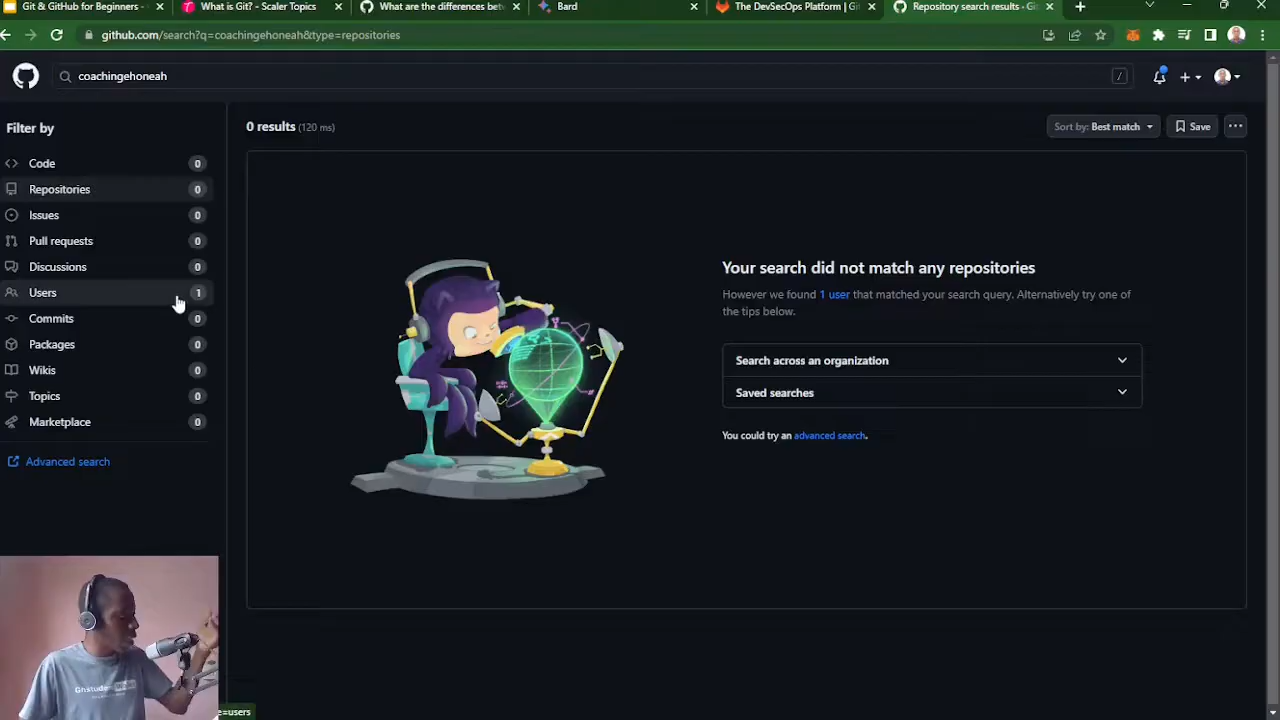 Git & GitHub for Beginners -
What is Git? - Scaler Topics
What are the differences betw
Bard
The DevSecOps Platform | Git
Repository search results · Git
github.com/search?q=coachingehoneah&type=repositories
coachingehoneah
/
Filter by
Code 0
Repositories 0
Issues 0
Pull requests 0
Discussions 0
Users 1
Commits 0
Packages 0
Wikis 0
Topics 0
Marketplace 0
Advanced search
0 results (120 ms)
Sort by: Best match
Save
Your search did not match any repositories
However we found 1 user that matched your search query. Alternatively try one of
the tips below.
Search across an organization
Saved searches
You could try an advanced search.
e=users